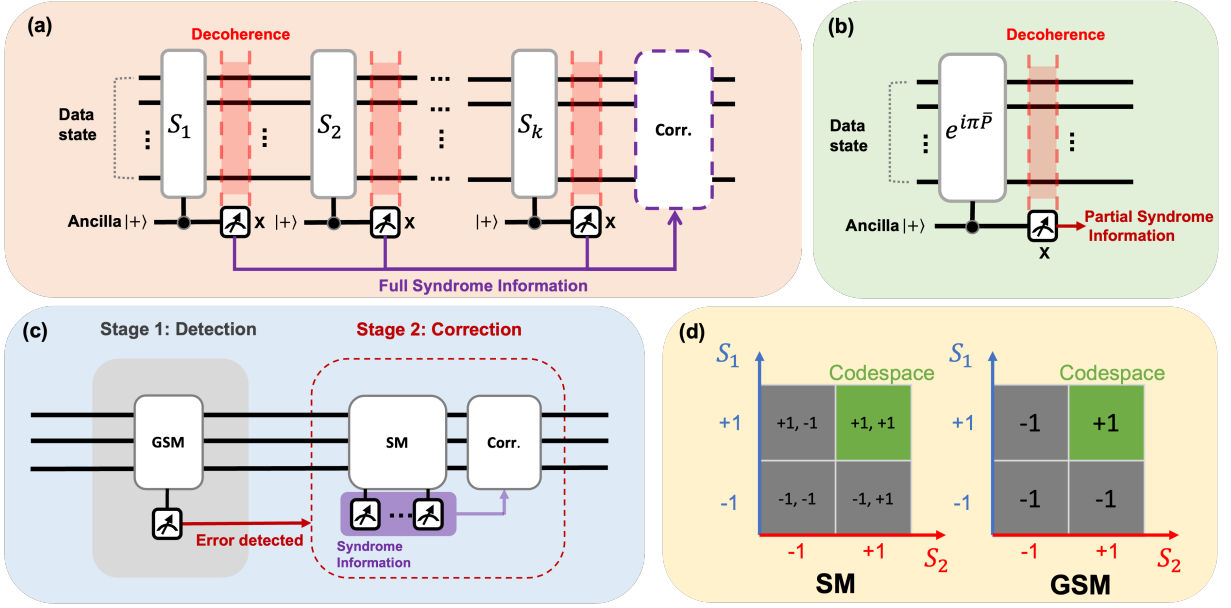 (a)
Decoherence
Data
state
S₁
S₂
...
S_k
Corr.
Ancilla |+⟩
X
|+⟩
X
|+⟩
X
Full Syndrome Information
(b)
Decoherence
Data
state
e^{iπP̄}
Ancilla |+⟩
X
Partial Syndrome
Information
(c)
Stage 1: Detection
Stage 2: Correction
GSM
SM
Corr.
...
Error detected
Syndrome
Information
(d)
S₁
Codespace
+1
+1, -1
+1, +1
-1
-1, -1
-1, +1
-1
+1
S₂
SM
S₁
Codespace
+1
-1
+1
-1
-1
-1
-1
+1
S₂
GSM